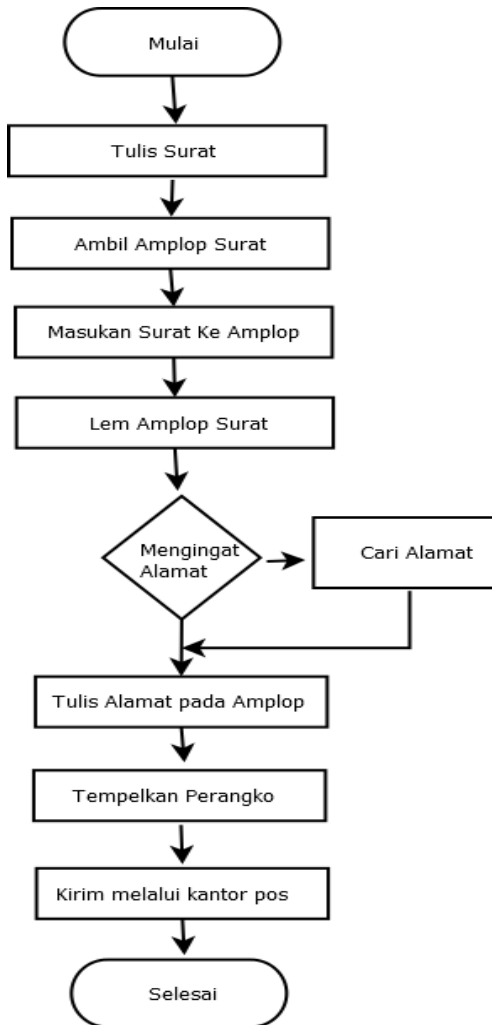 Mulai
Tulis Surat
Ambil Amplop Surat
Masukan Surat Ke Amplop
Lem Amplop Surat
Mengingat
Alamat
Cari Alamat
Tulis Alamat pada Amplop
Tempelkan Perangko
Kirim melalui kantor pos
Selesai